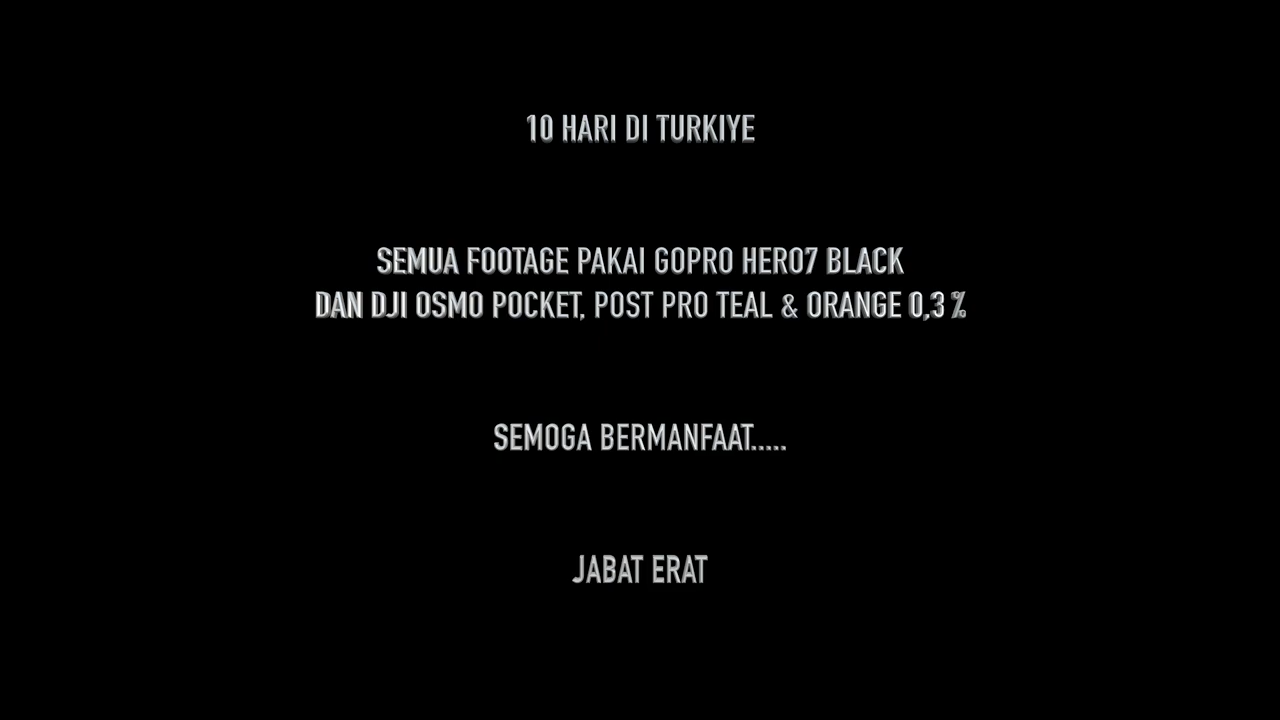 10 HARI DI TURKIYE
SEMUA FOOTAGE PAKAI GOPRO HERO7 BLACK
DAN DJI OSMO POCKET, POST PRO TEAL & ORANGE 0,3 %
SEMOGA BERMANFAAT.....
JABAT ERAT